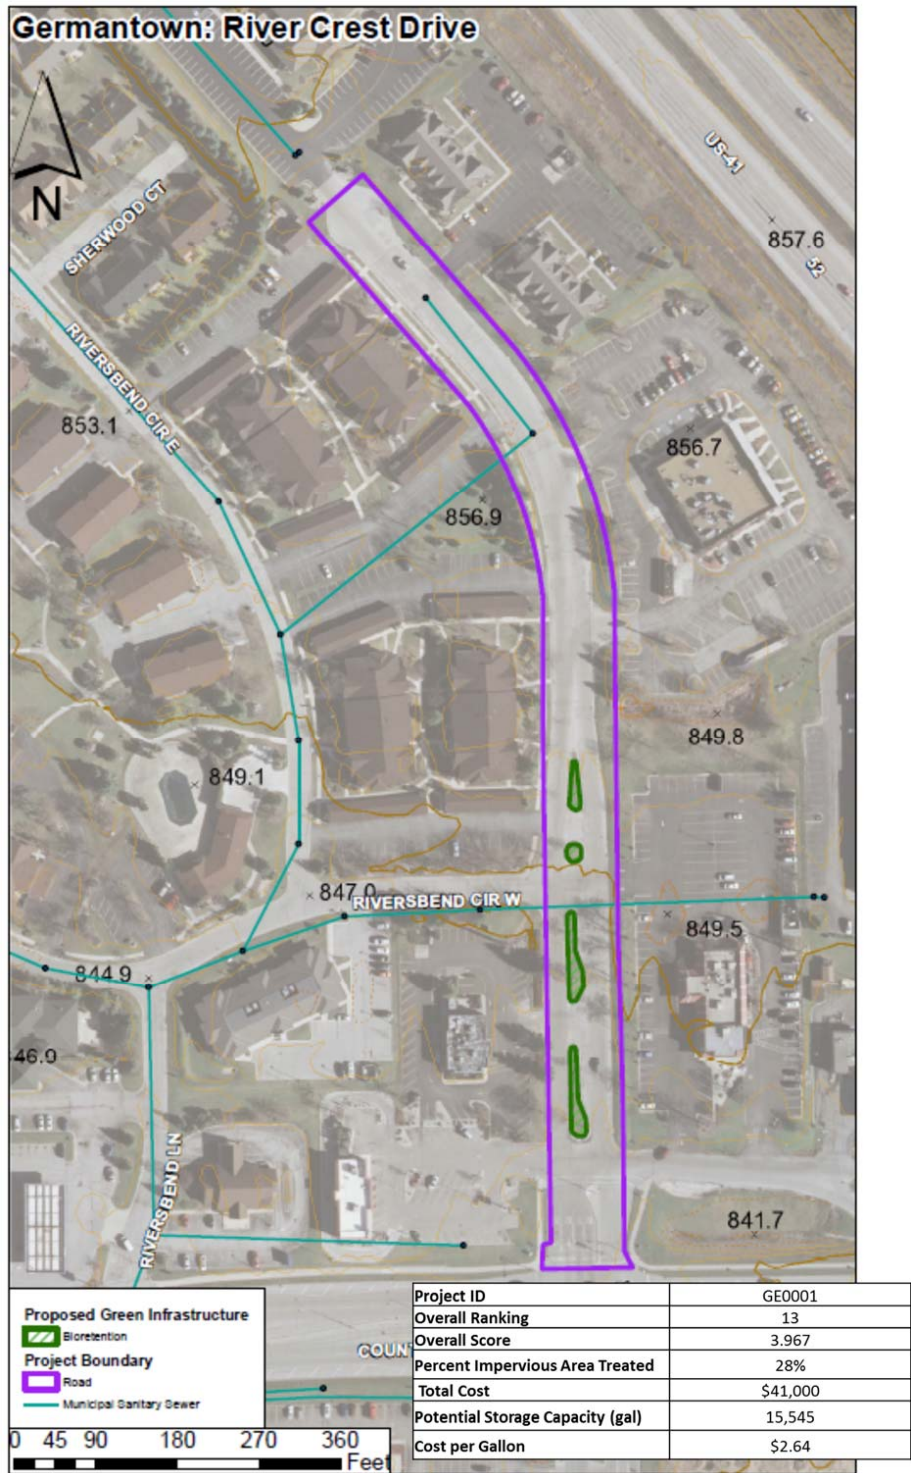 Germantown: River Crest Drive
US-41
N
SHERWOOD CT
857.6
52
RIVERSBEND CIR E
853.1
856.7
856.9
849.8
849.1
847.0
RIVERSBEND CIR W
849.5
844.9
46.0
RIVERSBEND LN
841.7
Proposed Green Infrastructure
Bioretention
Project Boundary
Road
Municipal Sanitary Sewer
COUN
0 45 90 180 270 360
Feet
Project ID GE0001
Overall Ranking 13
Overall Score 3.967
Percent Impervious Area Treated 28%
Total Cost $41,000
Potential Storage Capacity (gal) 15,545
Cost per Gallon $2.64